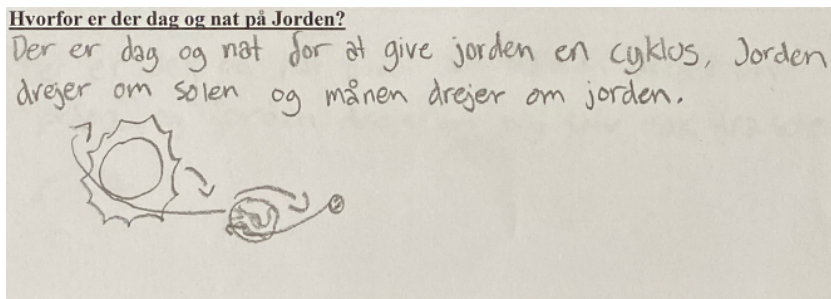 Hvorfor er der dag og nat på Jorden?
Der er dag og nat for at give jorden en cyklus, Jorden
drejer om solen og månen drejer om jorden.